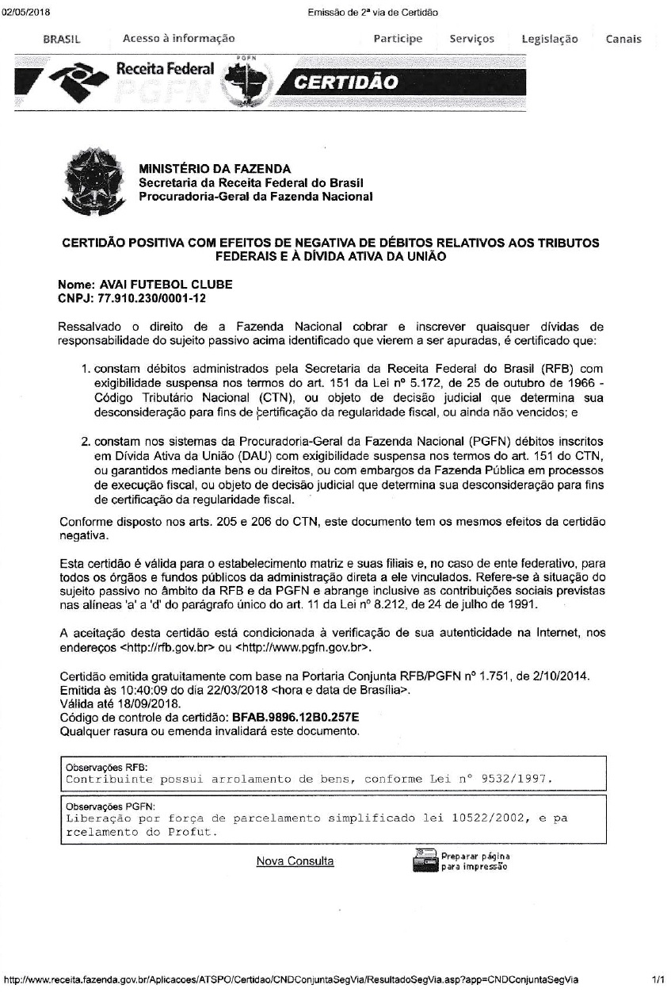 02/05/2018 Emissão de 2ª via de Certidão
BRASIL Acesso à informação Participe Serviços Legislação Canais
Receita Federal
PGFN
PGFN
CERTIDÃO
MINISTÉRIO DA FAZENDA
Secretaria da Receita Federal do Brasil
Procuradoria-Geral da Fazenda Nacional
CERTIDÃO POSITIVA COM EFEITOS DE NEGATIVA DE DÉBITOS RELATIVOS AOS TRIBUTOS
FEDERAIS E À DÍVIDA ATIVA DA UNIÃO
Nome: AVAI FUTEBOL CLUBE
CNPJ: 77.910.230/0001-12
Ressalvado o direito de a Fazenda Nacional cobrar e inscrever quaisquer dívidas de
responsabilidade do sujeito passivo acima identificado que vierem a ser apuradas, é certificado que:
1. constam débitos administrados pela Secretaria da Receita Federal do Brasil (RFB) com
exigibilidade suspensa nos termos do art. 151 da Lei nº 5.172, de 25 de outubro de 1966 -
Código Tributário Nacional (CTN), ou objeto de decisão judicial que determina sua
desconsideração para fins de certificação da regularidade fiscal, ou ainda não vencidos; e
2. constam nos sistemas da Procuradoria-Geral da Fazenda Nacional (PGFN) débitos inscritos
em Dívida Ativa da União (DAU) com exigibilidade suspensa nos termos do art. 151 do CTN,
ou garantidos mediante bens ou direitos, ou com embargos da Fazenda Pública em processos
de execução fiscal, ou objeto de decisão judicial que determina sua desconsideração para fins
de certificação da regularidade fiscal.
Conforme disposto nos arts. 205 e 206 do CTN, este documento tem os mesmos efeitos da certidão
negativa.
Esta certidão é válida para o estabelecimento matriz e suas filiais e, no caso de ente federativo, para
todos os órgãos e fundos públicos da administração direta a ele vinculados. Refere-se à situação do
sujeito passivo no âmbito da RFB e da PGFN e abrange inclusive as contribuições sociais previstas
nas alíneas 'a' a 'd' do parágrafo único do art. 11 da Lei nº 8.212, de 24 de julho de 1991.
A aceitação desta certidão está condicionada à verificação de sua autenticidade na Internet, nos
endereços <http://rfb.gov.br> ou <http://www.pgfn.gov.br>.
Certidão emitida gratuitamente com base na Portaria Conjunta RFB/PGFN nº 1.751, de 2/10/2014.
Emitida às 10:40:09 do dia 22/03/2018 <hora e data de Brasília>.
Válida até 18/09/2018.
Código de controle da certidão: BFAB.9896.12B0.257E
Qualquer rasura ou emenda invalidará este documento.
Observações RFB:
Contribuinte possui arrolamento de bens, conforme Lei nº 9532/1997.
Observações PGFN:
Liberação por força de parcelamento simplificado lei 10522/2002, e pa
rcelamento do Profut.
Nova Consulta Preparar página
para impressão
http://www.receita.fazenda.gov.br/Aplicacoes/ATSPO/Certidao/CNDConjuntaSegVia/ResultadoSegVia.asp?app=CNDConjuntaSegVia 1/1